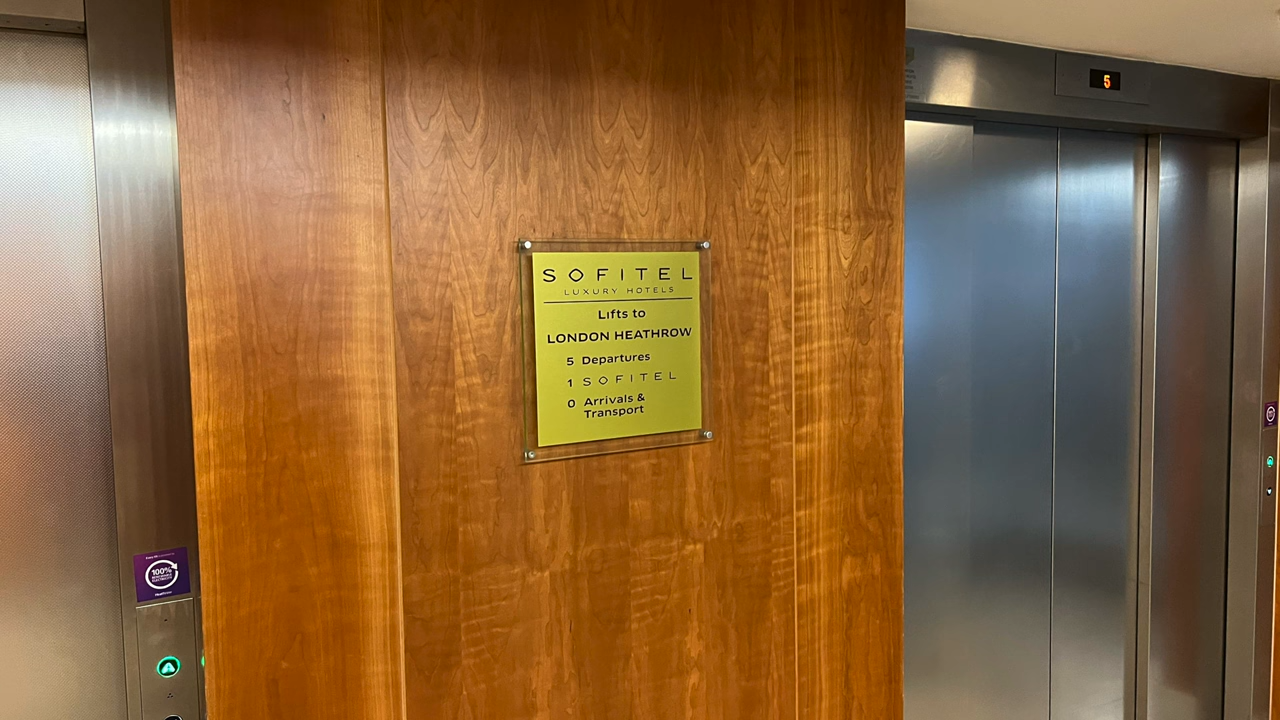 5
SOFITEL
LUXURY HOTELS
Lifts to
LONDON HEATHROW
5 Departures
1 SOFITEL
0 Arrivals &
Transport
100%